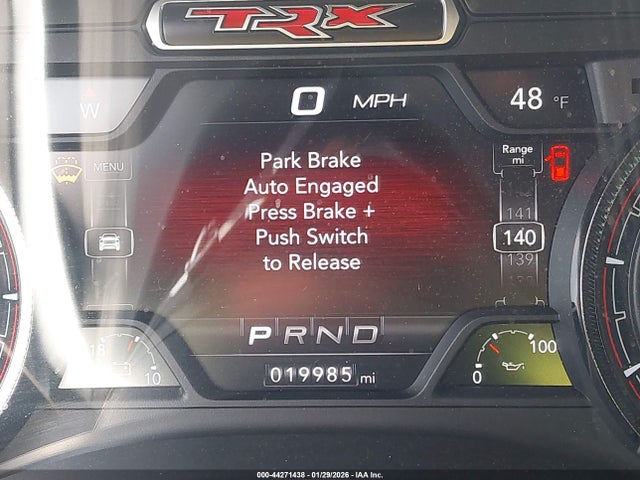 TRX
W
0 MPH
48 °F
MENU
Park Brake
Auto Engaged
Press Brake +
Push Switch
to Release
Range
mi
141
140
139
PRND
18
10
019985 mi
0
100
000-44271438 - 01/29/2026 - IAA Inc.